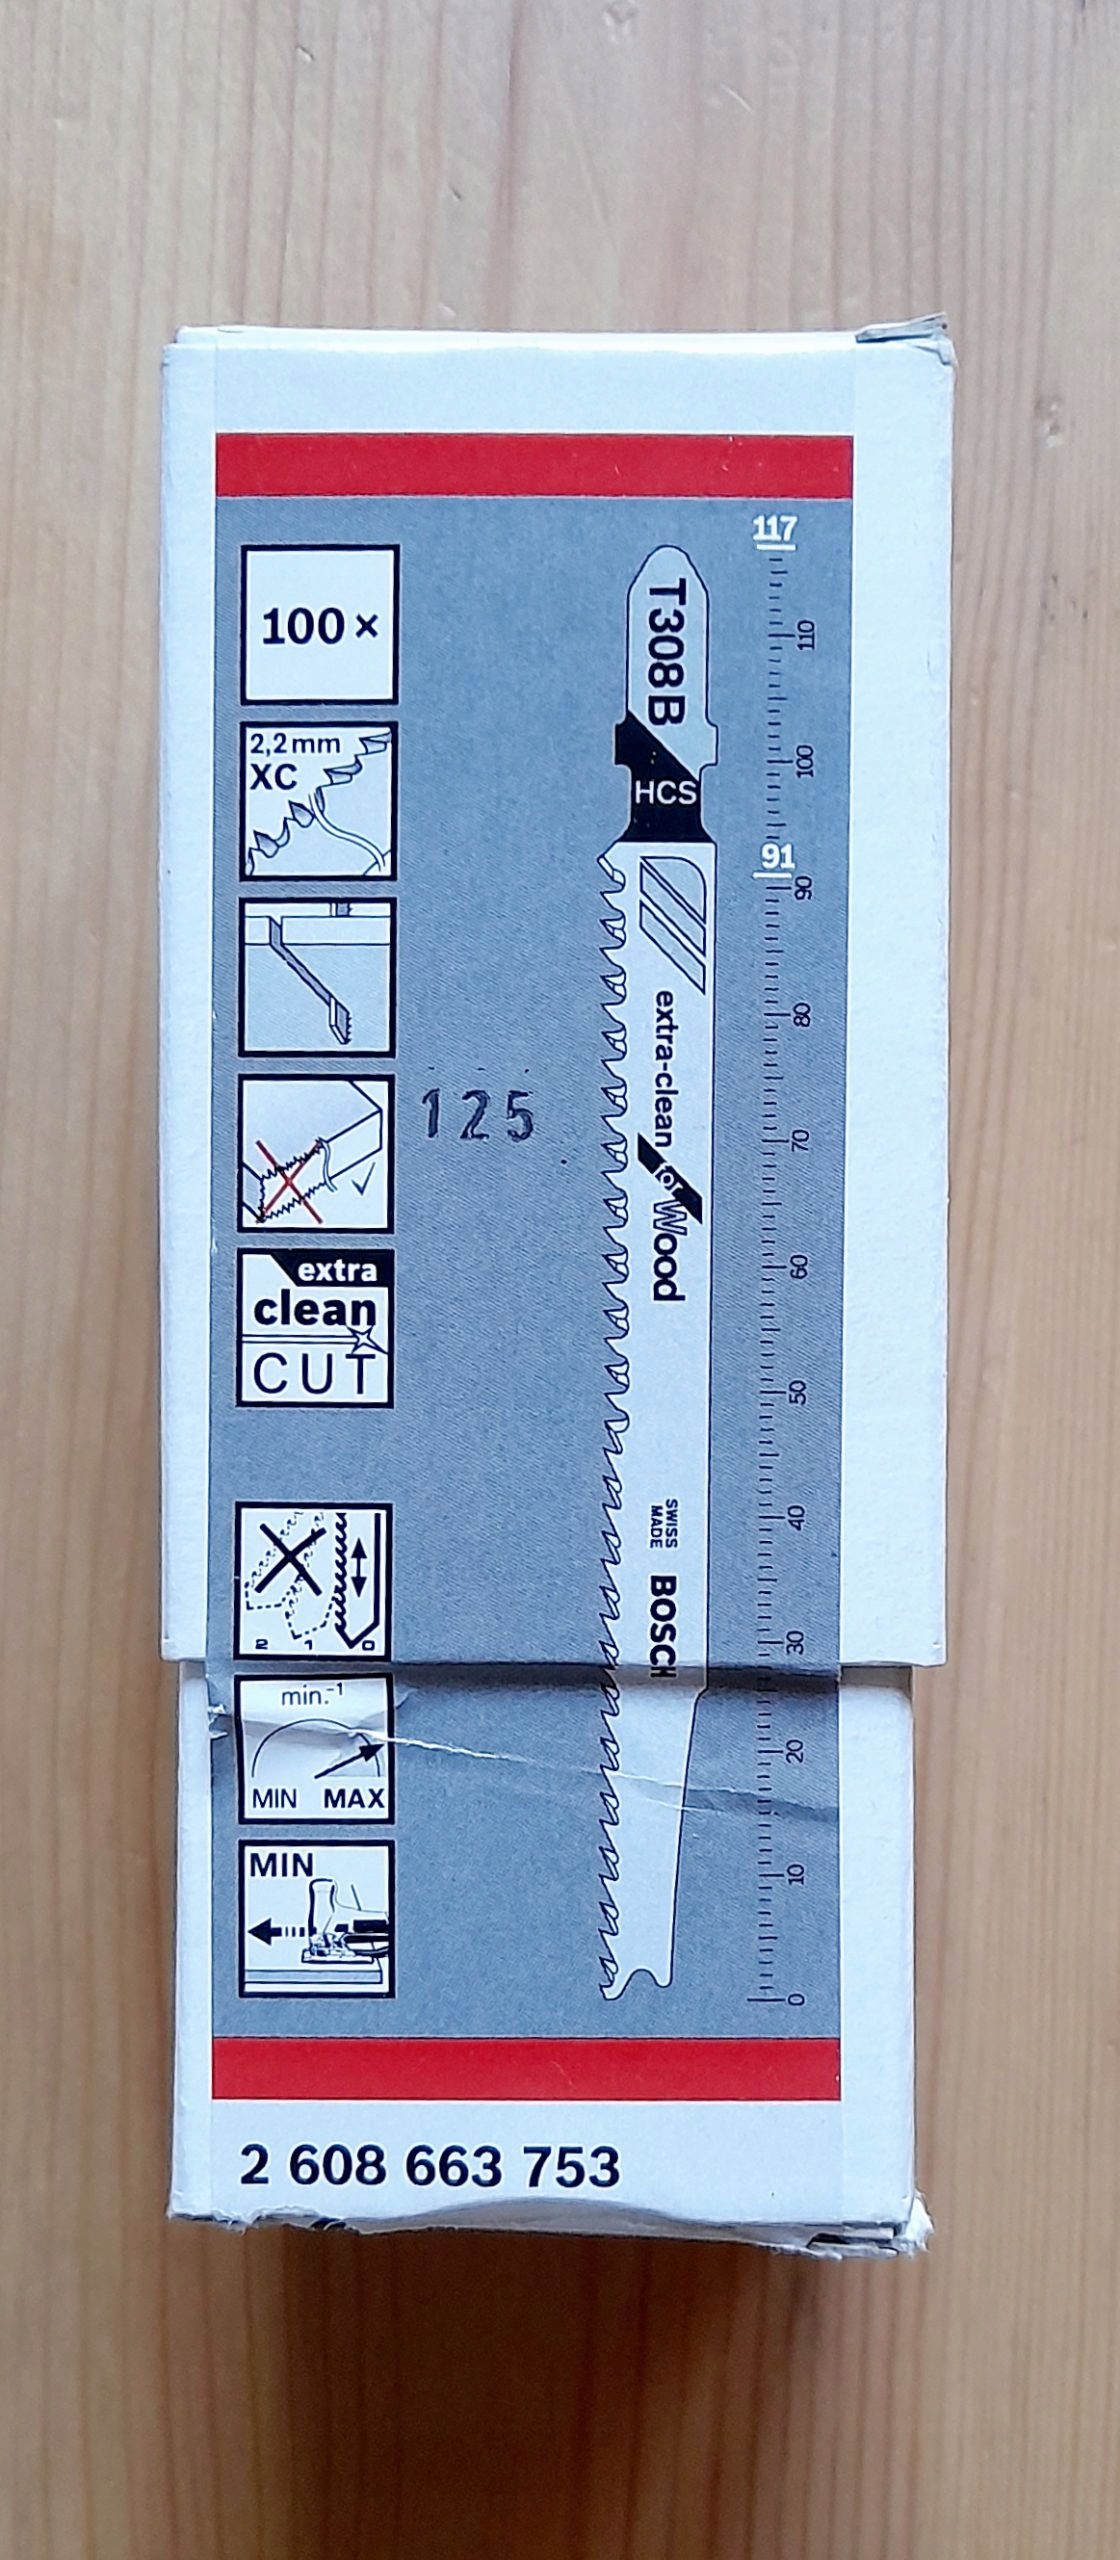 100 ×
2,2 mm
XC
extra
clean
CUT
2 1 0
min.⁻¹
MIN MAX
MIN
125
T308B
HCS
extra-clean
for Wood
SWISS
MADE
BOSCH
117
110
100
91
90
80
70
60
50
40
30
20
10
0
2 608 663 753